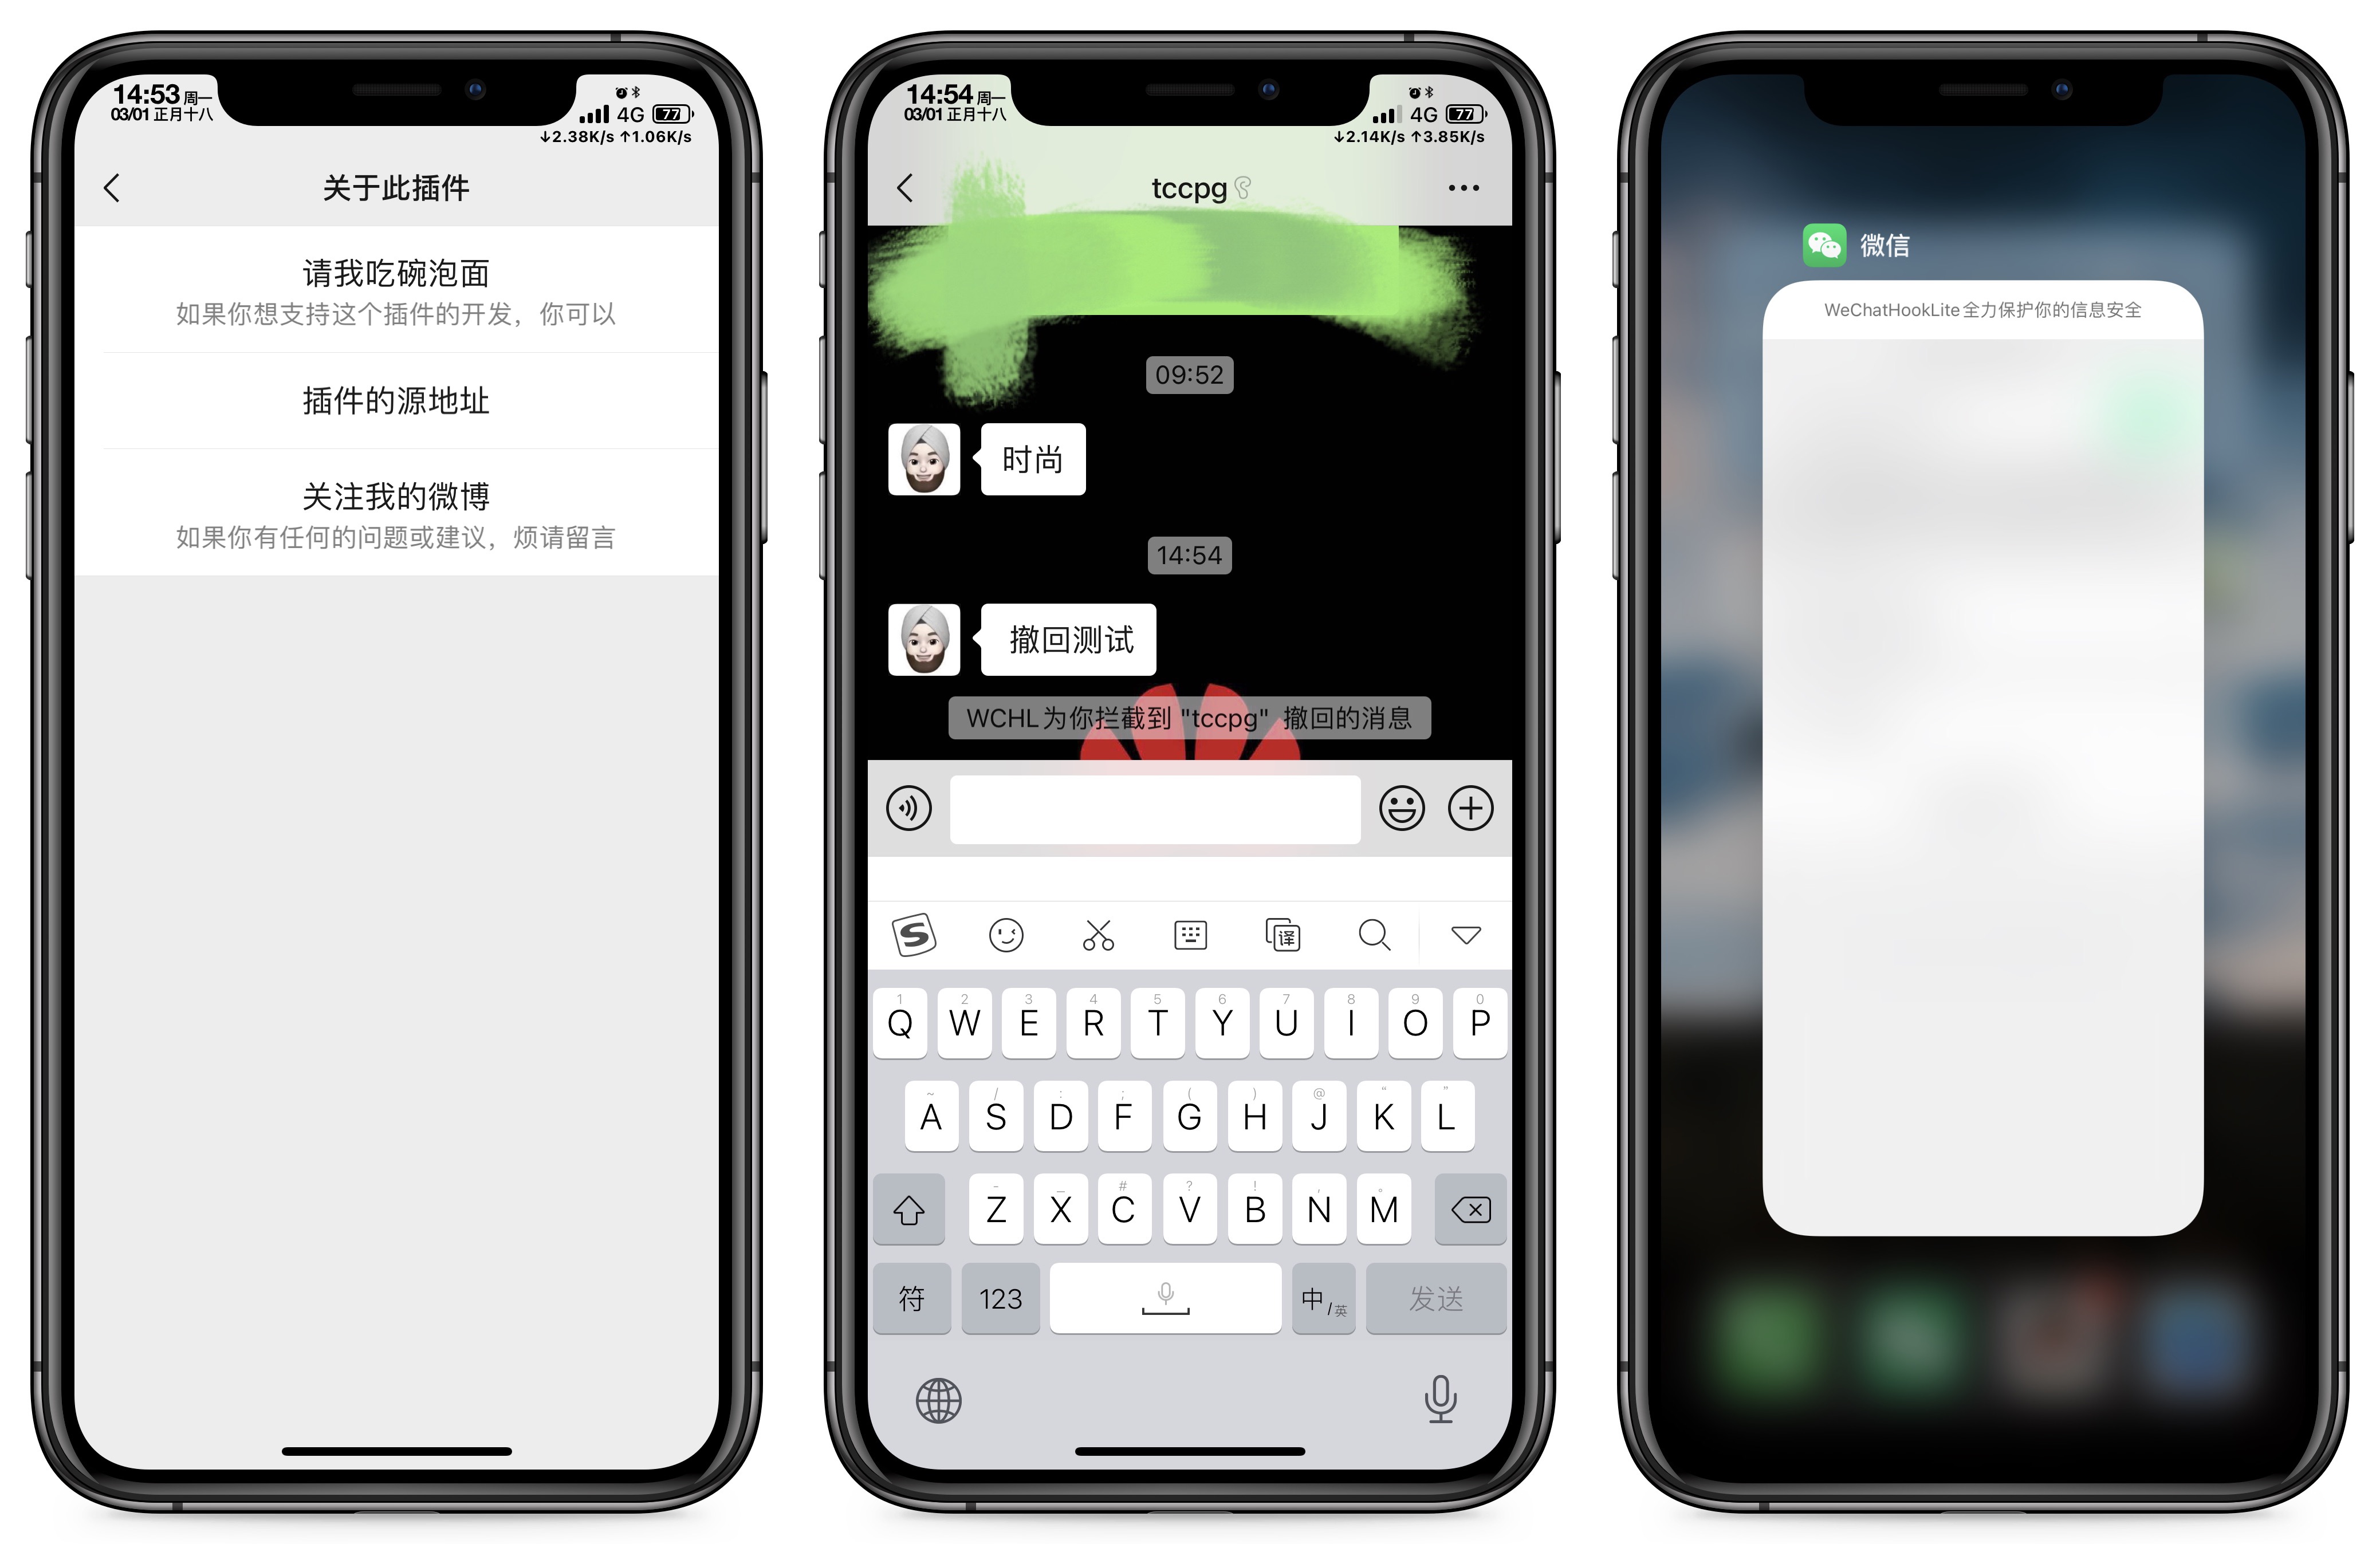 14:53 周一
03/01 正月十八
4G 77
↓2.38K/s ↑1.06K/s
关于此插件
请我吃碗泡面
如果你想支持这个插件的开发，你可以
插件的源地址
关注我的微博
如果你有任何的问题或建议，烦请留言
14:54 周一
03/01 正月十八
4G 77
↓2.14K/s ↑3.85K/s
tccpg
09:52
时尚
14:54
撤回测试
WCHL为你拦截到 "tccpg" 撤回的消息
S 译
1 2 3 4 5 6 7 8 9 0
Q W E R T Y U I O P
~ / : ; ( ) @ “ ”
A S D F G H J K L
- _ # ? ! , 。
Z X C V B N M
符 123 中/英 发送
微信
WeChatHookLite全力保护你的信息安全